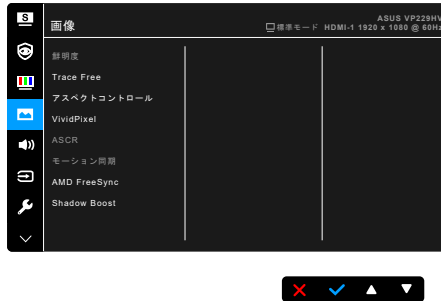 S
画像
ASUS VP229HV
標準モード HDMI-1 1920 x 1080 @ 60Hz
鮮明度
Trace Free
アスペクトコントロール
VividPixel
ASCR
モーション同期
AMD FreeSync
Shadow Boost